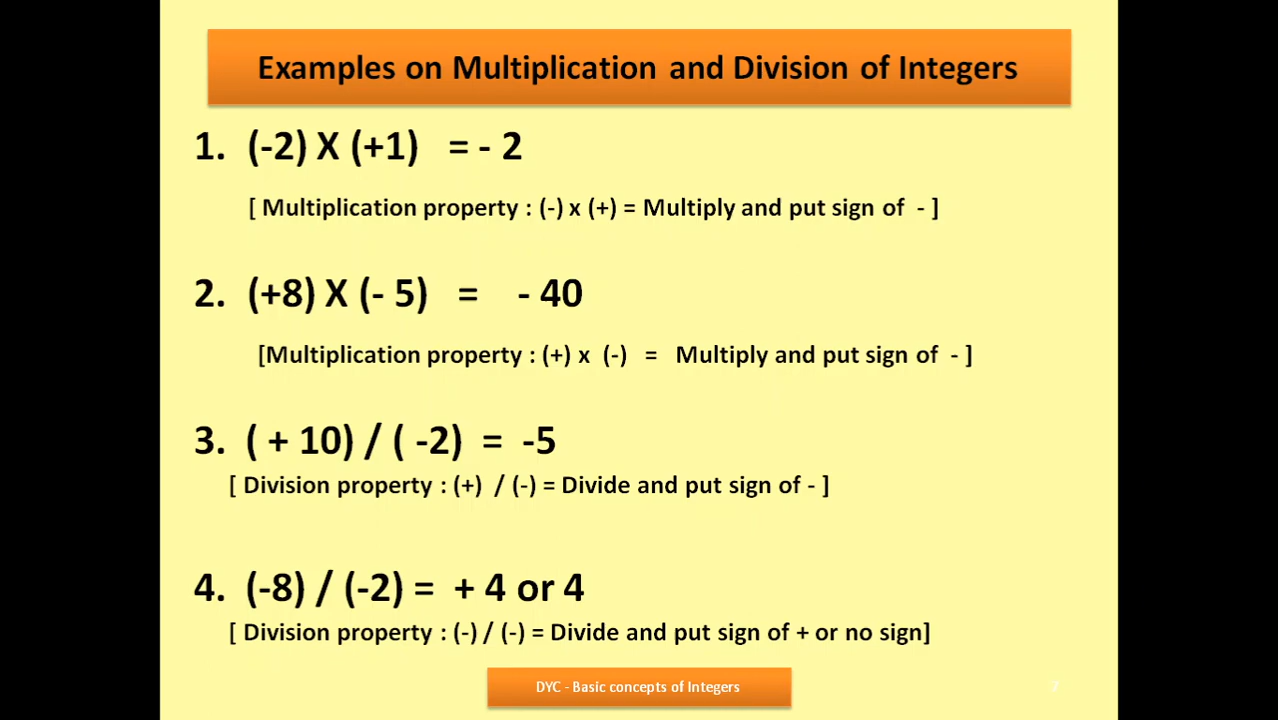 Examples on Multiplication and Division of Integers
1. (-2) X (+1) = - 2
[ Multiplication property : (-) x (+) = Multiply and put sign of - ]
2. (+8) X (- 5) = - 40
[Multiplication property : (+) x (-) = Multiply and put sign of - ]
3. ( + 10) / ( -2) = -5
[ Division property : (+) / (-) = Divide and put sign of - ]
4. (-8) / (-2) = + 4 or 4
[ Division property : (-) / (-) = Divide and put sign of + or no sign]
DYC - Basic concepts of Integers
7